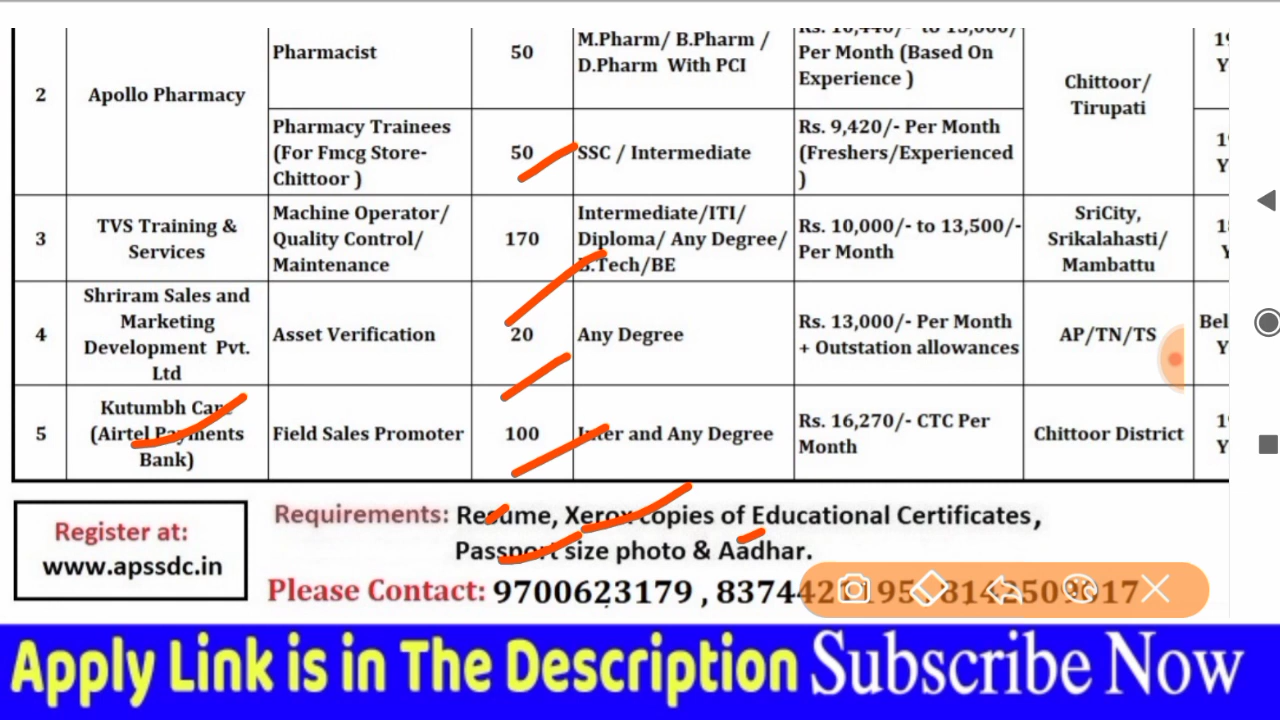 2
Apollo Pharmacy
Pharmacist
50
M.Pharm/ B.Pharm /
D.Pharm With PCI
Per Month (Based On
Experience )
Chittoor/
Tirupati
Pharmacy Trainees
(For Fmcg Store-
Chittoor )
50
SSC / Intermediate
Rs. 9,420/- Per Month
(Freshers/Experienced
)
3
TVS Training &
Services
Machine Operator/
Quality Control/
Maintenance
170
Intermediate/ITI/
Diploma/ Any Degree/
B.Tech/BE
Rs. 10,000/- to 13,500/-
Per Month
SriCity,
Srikalahasti/
Mambattu
4
Shriram Sales and
Marketing
Development Pvt.
Ltd
Asset Verification
20
Any Degree
Rs. 13,000/- Per Month
+ Outstation allowances
AP/TN/TS
Bel
Y
5
Kutumbh Care
(Airtel Payments
Bank)
Field Sales Promoter
100
Inter and Any Degree
Rs. 16,270/- CTC Per
Month
Chittoor District
Register at:
www.apssdc.in
Requirements: Resume, Xerox copies of Educational Certificates,
Passport size photo & Aadhar.
Please Contact: 9700623179 ,
Apply Link is in The Description Subscribe Now